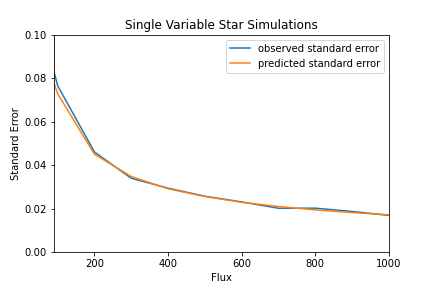 Single Variable Star Simulations
observed standard error
predicted standard error
0.10
0.08
0.06
0.04
0.02
0.00
Standard Error
200
400
600
800
1000
Flux